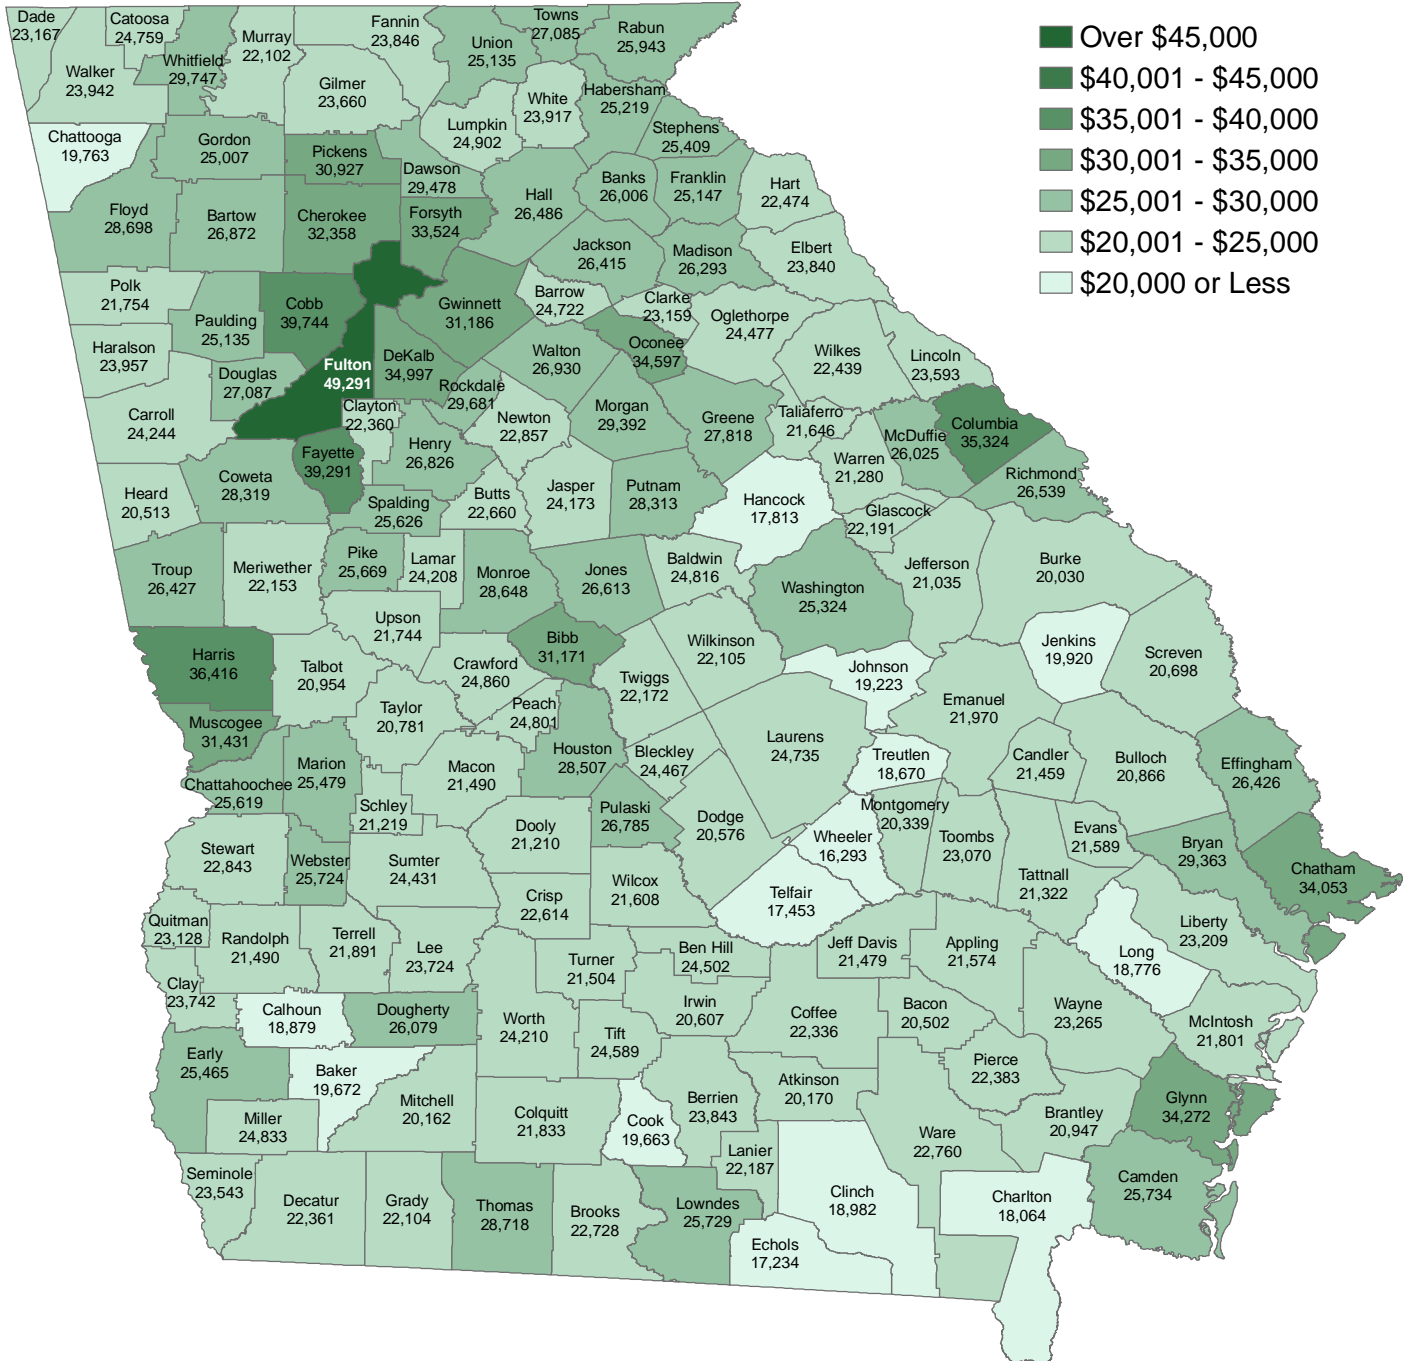 Dade
23,167
Catoosa
24,759
Fannin
23,846
Towns
27,085
Rabun
25,943
Over $45,000
$40,001 - $45,000
$35,001 - $40,000
$30,001 - $35,000
$25,001 - $30,000
$20,001 - $25,000
$20,000 or Less
Walker
23,942
Whitfield
29,747
Murray
22,102
Gilmer
23,660
Union
25,135
White
23,917
Habersham
25,219
Stephens
25,409
Lumpkin
24,902
Chattooga
19,763
Gordon
25,007
Pickens
30,927
Dawson
29,478
Banks
26,006
Franklin
25,147
Hart
22,474
Hall
26,486
Floyd
28,698
Bartow
26,872
Cherokee
32,358
Forsyth
33,524
Jackson
26,415
Madison
26,293
Elbert
23,840
Polk
21,754
Paulding
25,135
Cobb
39,744
Gwinnett
31,186
Barrow
24,722
Clarke
23,159
Oglethorpe
24,477
Haralson
23,957
Douglas
27,087
Fulton
49,291
DeKalb
34,997
Rockdale
29,681
Walton
26,930
Oconee
34,597
Wilkes
22,439
Lincoln
23,593
Carroll
24,244
Clayton
22,360
Newton
22,857
Morgan
29,392
Greene
27,818
Taliaferro
21,646
McDuffie
26,025
Columbia
35,324
Fayette
39,291
Henry
26,826
Warren
21,280
Richmond
26,539
Heard
20,513
Coweta
28,319
Spalding
25,626
Butts
22,660
Jasper
24,173
Putnam
28,313
Hancock
17,813
Glascock
22,191
Troup
26,427
Meriwether
22,153
Pike
25,669
Lamar
24,208
Monroe
28,648
Jones
26,613
Baldwin
24,816
Washington
25,324
Jefferson
21,035
Burke
20,030
Upson
21,744
Bibb
31,171
Wilkinson
22,105
Jenkins
19,920
Screven
20,698
Harris
36,416
Talbot
20,954
Crawford
24,860
Twiggs
22,172
Johnson
19,223
Emanuel
21,970
Taylor
20,781
Peach
24,801
Muscogee
31,431
Laurens
24,735
Houston
28,507
Bleckley
24,467
Treutlen
18,670
Candler
21,459
Bulloch
20,866
Effingham
26,426
Chattahoochee
25,619
Marion
25,479
Macon
21,490
Schley
21,219
Pulaski
26,785
Dodge
20,576
Montgomery
20,339
Wheeler
16,293
Toombs
23,070
Evans
21,589
Bryan
29,363
Chatham
34,053
Dooly
21,210
Stewart
22,843
Webster
25,724
Sumter
24,431
Tattnall
21,322
Crisp
22,614
Wilcox
21,608
Telfair
17,453
Quitman
23,128
Randolph
21,490
Terrell
21,891
Lee
23,724
Liberty
23,209
Turner
21,504
Ben Hill
24,502
Jeff Davis
21,479
Appling
21,574
Long
18,776
Clay
23,742
Calhoun
18,879
Dougherty
26,079
Worth
24,210
Irwin
20,607
Coffee
22,336
Bacon
20,502
Wayne
23,265
McIntosh
21,801
Tift
24,589
Early
25,465
Baker
19,672
Pierce
22,383
Miller
24,833
Mitchell
20,162
Colquitt
21,833
Cook
19,663
Berrien
23,843
Atkinson
20,170
Brantley
20,947
Glynn
34,272
Ware
22,760
Lanier
22,187
Seminole
23,543
Decatur
22,361
Grady
22,104
Thomas
28,718
Brooks
22,728
Lowndes
25,729
Clinch
18,982
Charlton
18,064
Camden
25,734
Echols
17,234